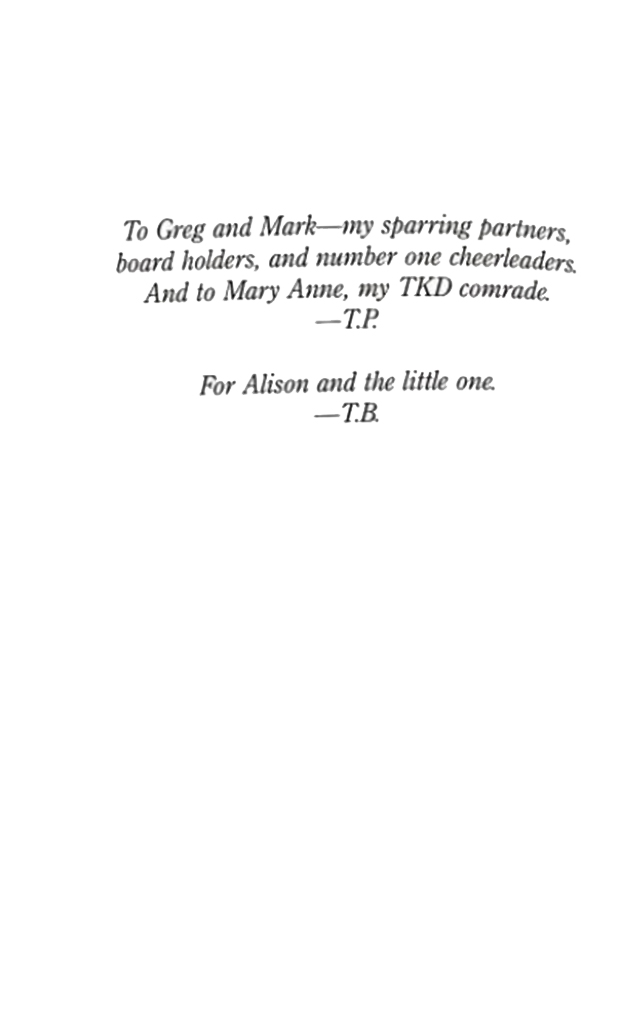 To Greg and Mark—my sparring partners,
board holders, and number one cheerleaders.
And to Mary Anne, my TKD comrade.
—T.P.
For Alison and the little one.
—T.B.